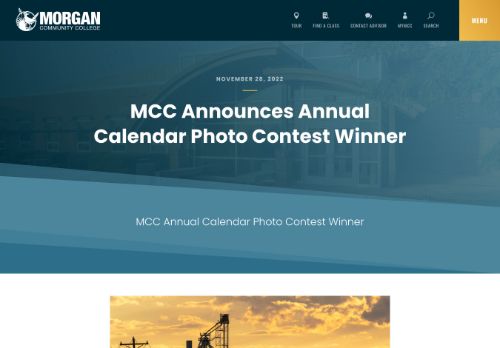 MORGAN
COMMUNITY COLLEGE
TOUR
FIND A CLASS
CONTACT ADVISOR
MYMCC
SEARCH
MENU
NOVEMBER 28, 2022
MCC Announces Annual
Calendar Photo Contest Winner
MCC Annual Calendar Photo Contest Winner